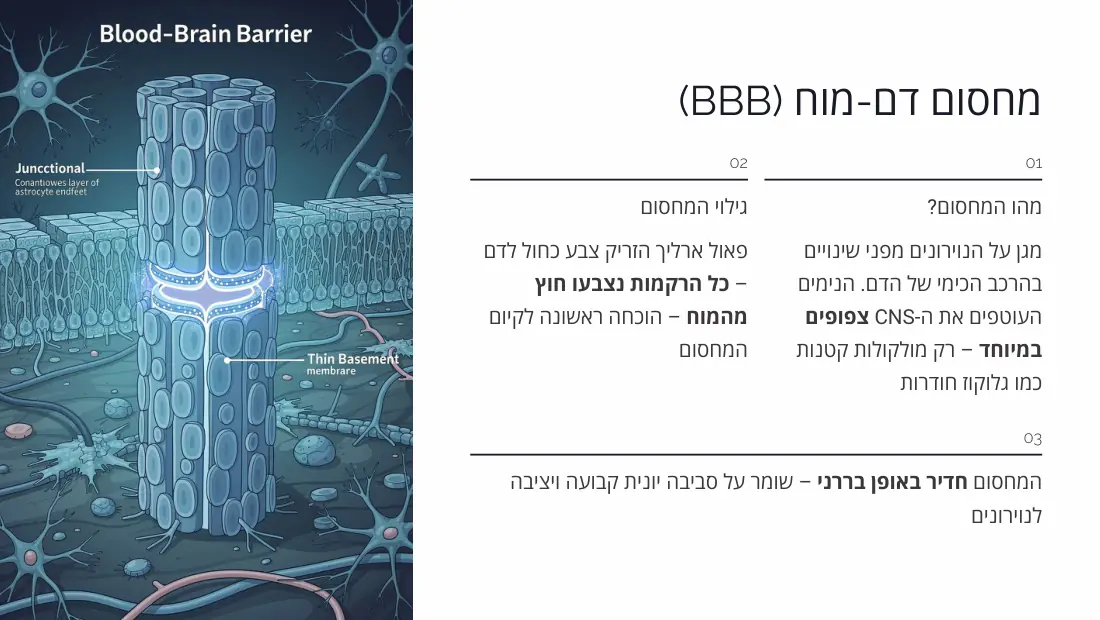 Blood-Brain Barrier
Juncctional
Conantiowes layer of
astrocyte endfeet
Thin Basement
membrare
מחסום דם-מוח (BBB)
01
מהו המחסום?
מגן על הנוירונים מפני שינויים
בהרכב הכימי של הדם. הנימים
העוטפים את ה-CNS צפופים
במיוחד – רק מולקולות קטנות
כמו גלוקוז חודרות
02
גילוי המחסום
פאול ארליך הזריק צבע כחול לדם
– כל הרקמות נצבעו חוץ
מהמוח – הוכחה ראשונה לקיום
המחסום
03
המחסום חדיר באופן בררני – שומר על סביבה יונית קבועה ויציבה
לנוירונים